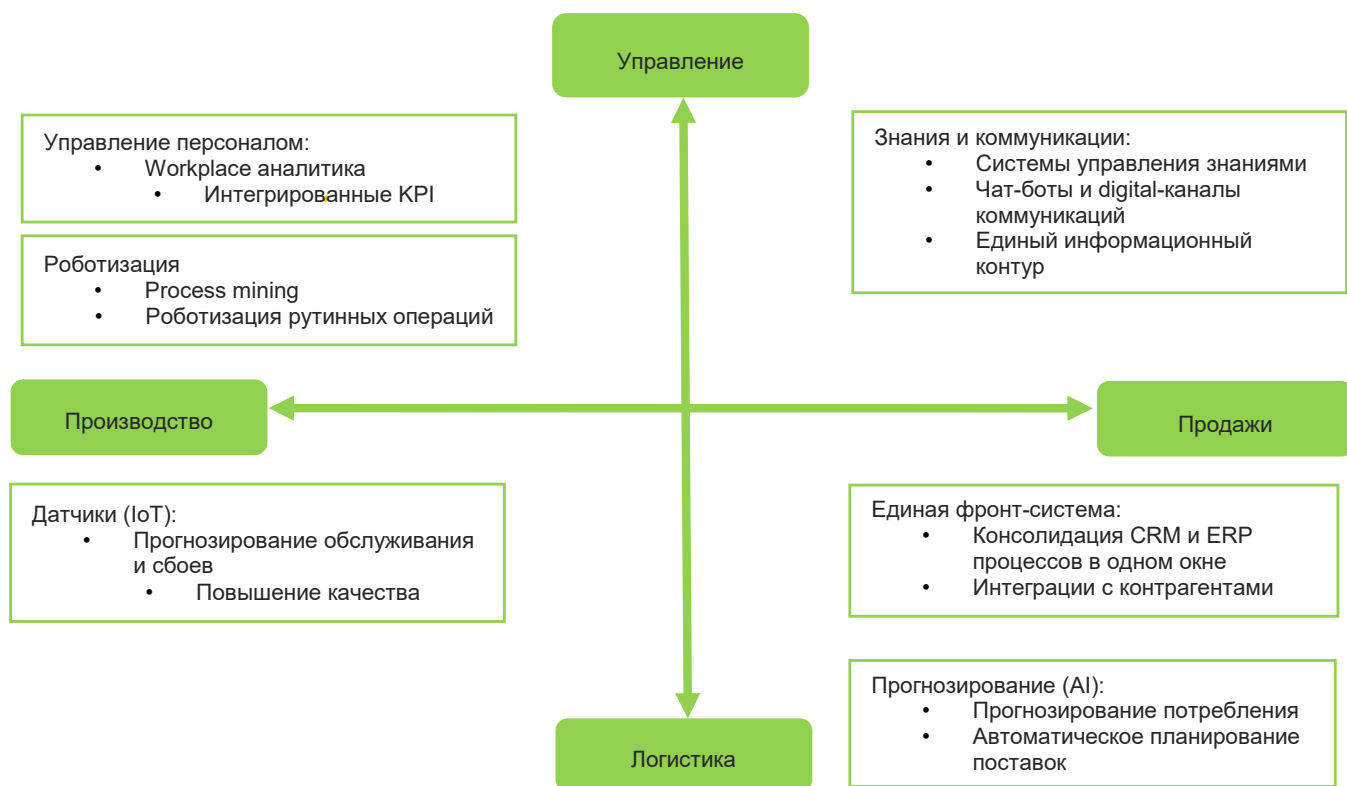 Управление
Управление персоналом:
• Workplace аналитика
• Интегрированные KPI
Знания и коммуникации:
• Системы управления знаниями
• Чат-боты и digital-каналы
коммуникаций
• Единый информационный
контур
Роботизация
• Process mining
• Роботизация рутинных операций
Производство
Продажи
Датчики (IoT):
• Прогнозирование обслуживания
и сбоев
• Повышение качества
Единая фронт-система:
• Консолидация CRM и ERP
процессов в одном окне
• Интеграции с контрагентами
Прогнозирование (AI):
• Прогнозирование потребления
• Автоматическое планирование
поставок
Логистика